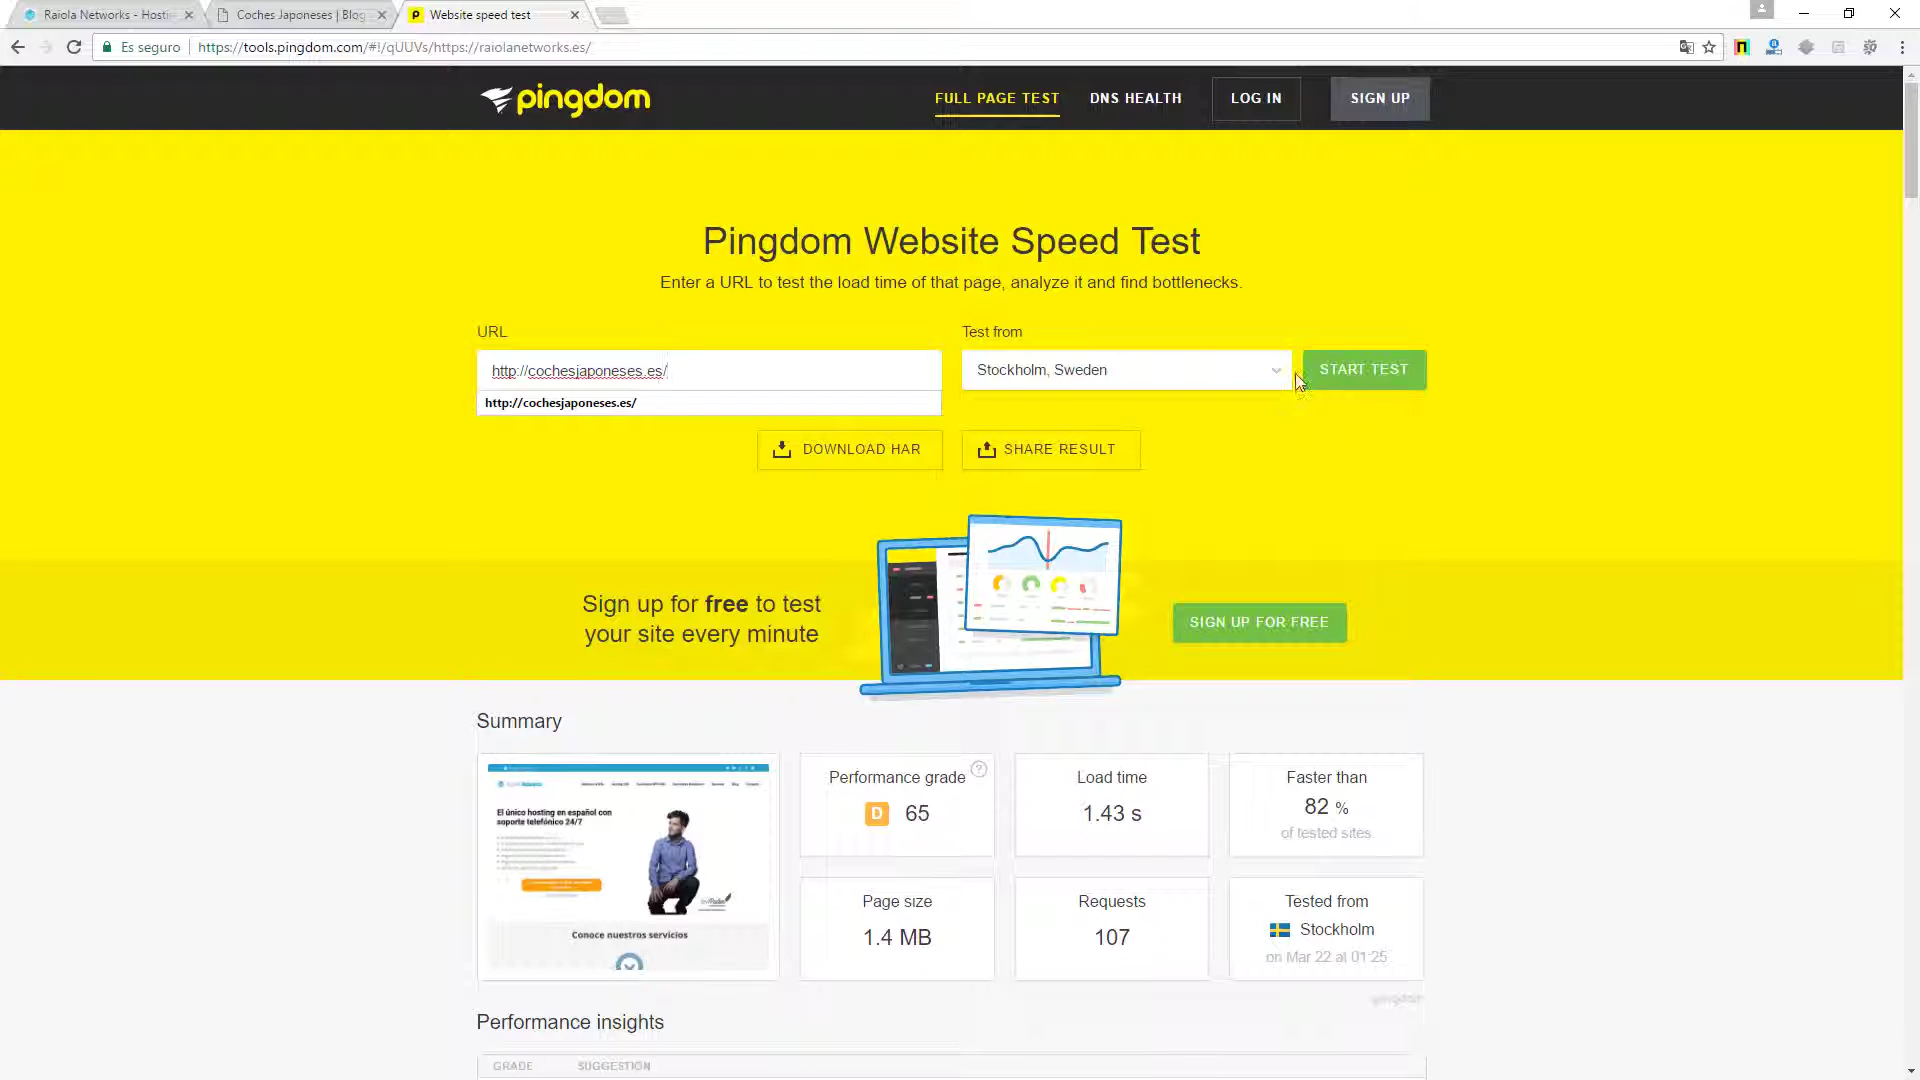 Raiola Networks - Hosti
Coches Japoneses | Blog
Website speed test
Es seguro
https://tools.pingdom.com/#!/qUUVs/https://raiolanetworks.es/
pingdom
FULL PAGE TEST
DNS HEALTH
LOG IN
SIGN UP
Pingdom Website Speed Test
Enter a URL to test the load time of that page, analyze it and find bottlenecks.
URL
Test from
http://cochesjaponeses.es/
Stockholm, Sweden
START TEST
http://cochesjaponeses.es/
DOWNLOAD HAR
SHARE RESULT
Sign up for free to test
your site every minute
SIGN UP FOR FREE
Summary
Performance grade
?
D 65
Load time
1.43 s
Faster than
82 %
of tested sites
El único hosting en español con
soporte telefónico 24/7
Conoce nuestros servicios
Page size
1.4 MB
Requests
107
Tested from
Stockholm
on Mar 22 at 01:25
pingdom
Performance insights
GRADE
SUGGESTION